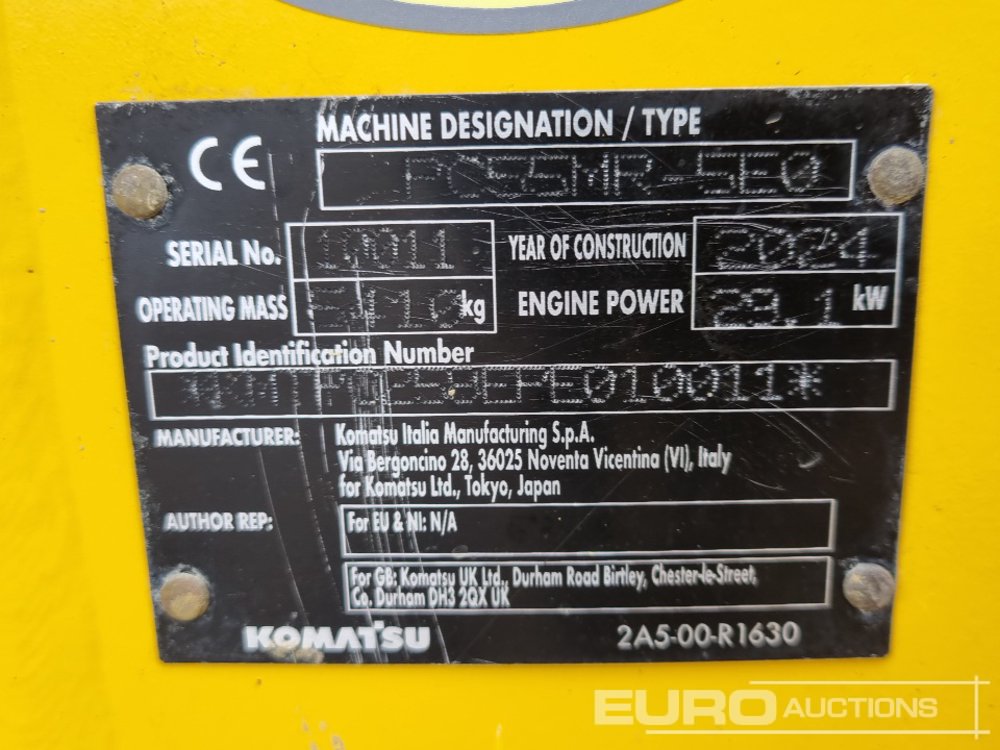 CE
MACHINE DESIGNATION / TYPE
PC55MR-5E0
SERIAL No.
YEAR OF CONSTRUCTION 2024
OPERATING MASS kg
ENGINE POWER 29.1 kW
Product Identification Number
MANUFACTURER: Komatsu Italia Manufacturing S.p.A.
Via Bergoncino 28, 36025 Noventa Vicentina (VI), Italy
for Komatsu Ltd., Tokyo, Japan
AUTHOR REP: For EU & NI: N/A
For GB: Komatsu UK Ltd., Durham Road Birtley, Chester-le-Street,
Co. Durham DH3 2QX UK
KOMATSU 2A5-00-R1630
EURO AUCTIONS